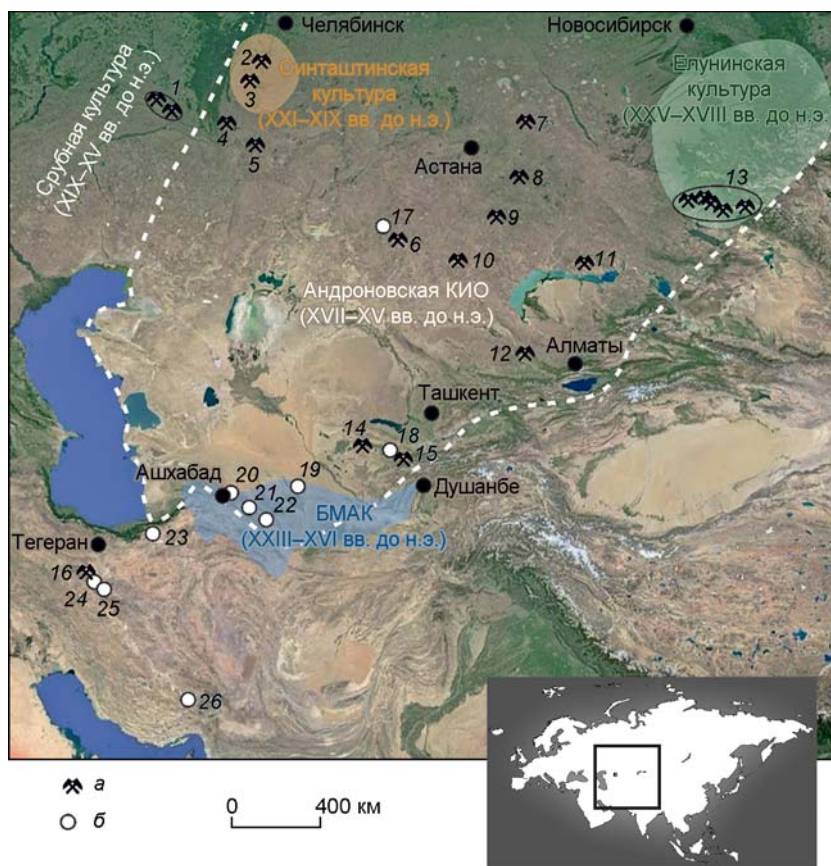 Челябинск
Новосибирск
2
3
Синташтинская
культура
(XXI–XIX вв. до н.э.)
Елунинская
культура
(XXV–XVIII вв. до н.э.)
Срубная культура
(XIX–XV вв. до н.э.)
1
4
5
7
Астана
8
13
17
9
6
10
11
Андроновская КИО
(XVII–XV вв. до н.э.)
12
Алматы
Ташкент
14
18
15
Ашхабад
20
19
21
22
Душанбе
БМАК
(XXIII–XVI вв. до н.э.)
23
Тегеран
16
24
25
26
а
б
0
400 км